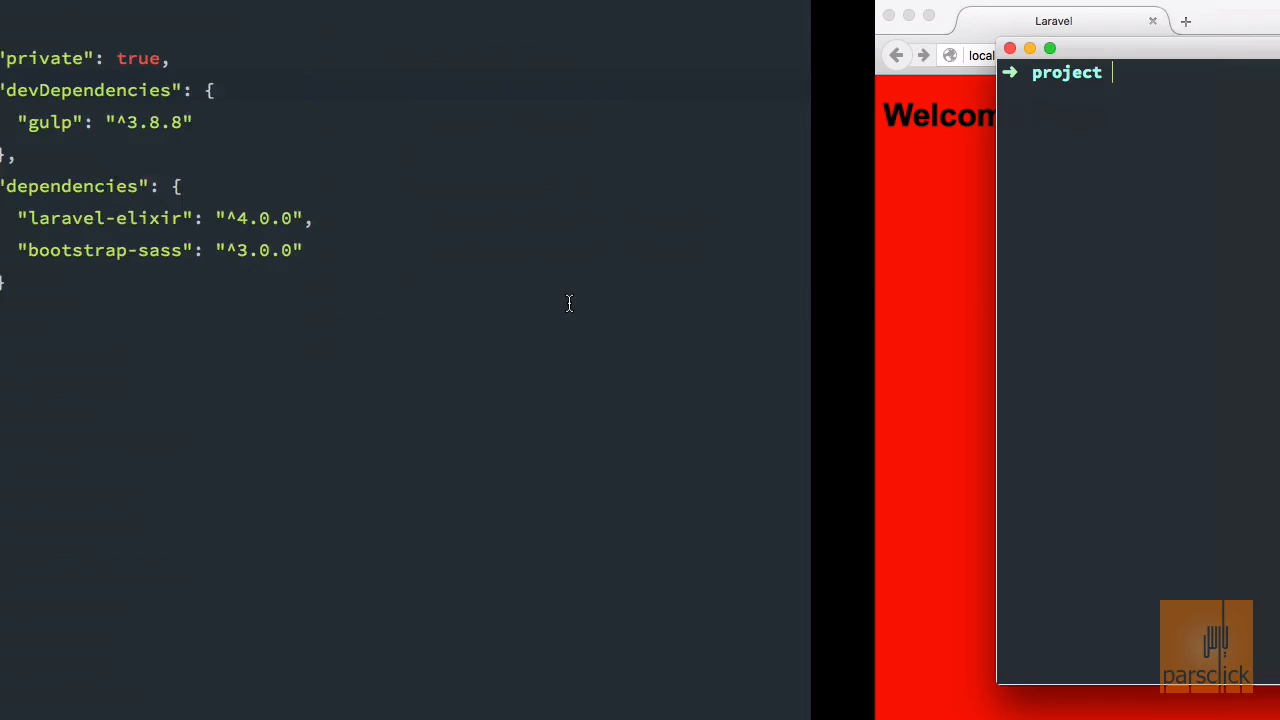 "private": true,
"devDependencies": {
"gulp": "^3.8.8"
},
"dependencies": {
"laravel-elixir": "^4.0.0",
"bootstrap-sass": "^3.0.0"
}
Laravel
local
➜ project
Welcom
پارس
parsclick